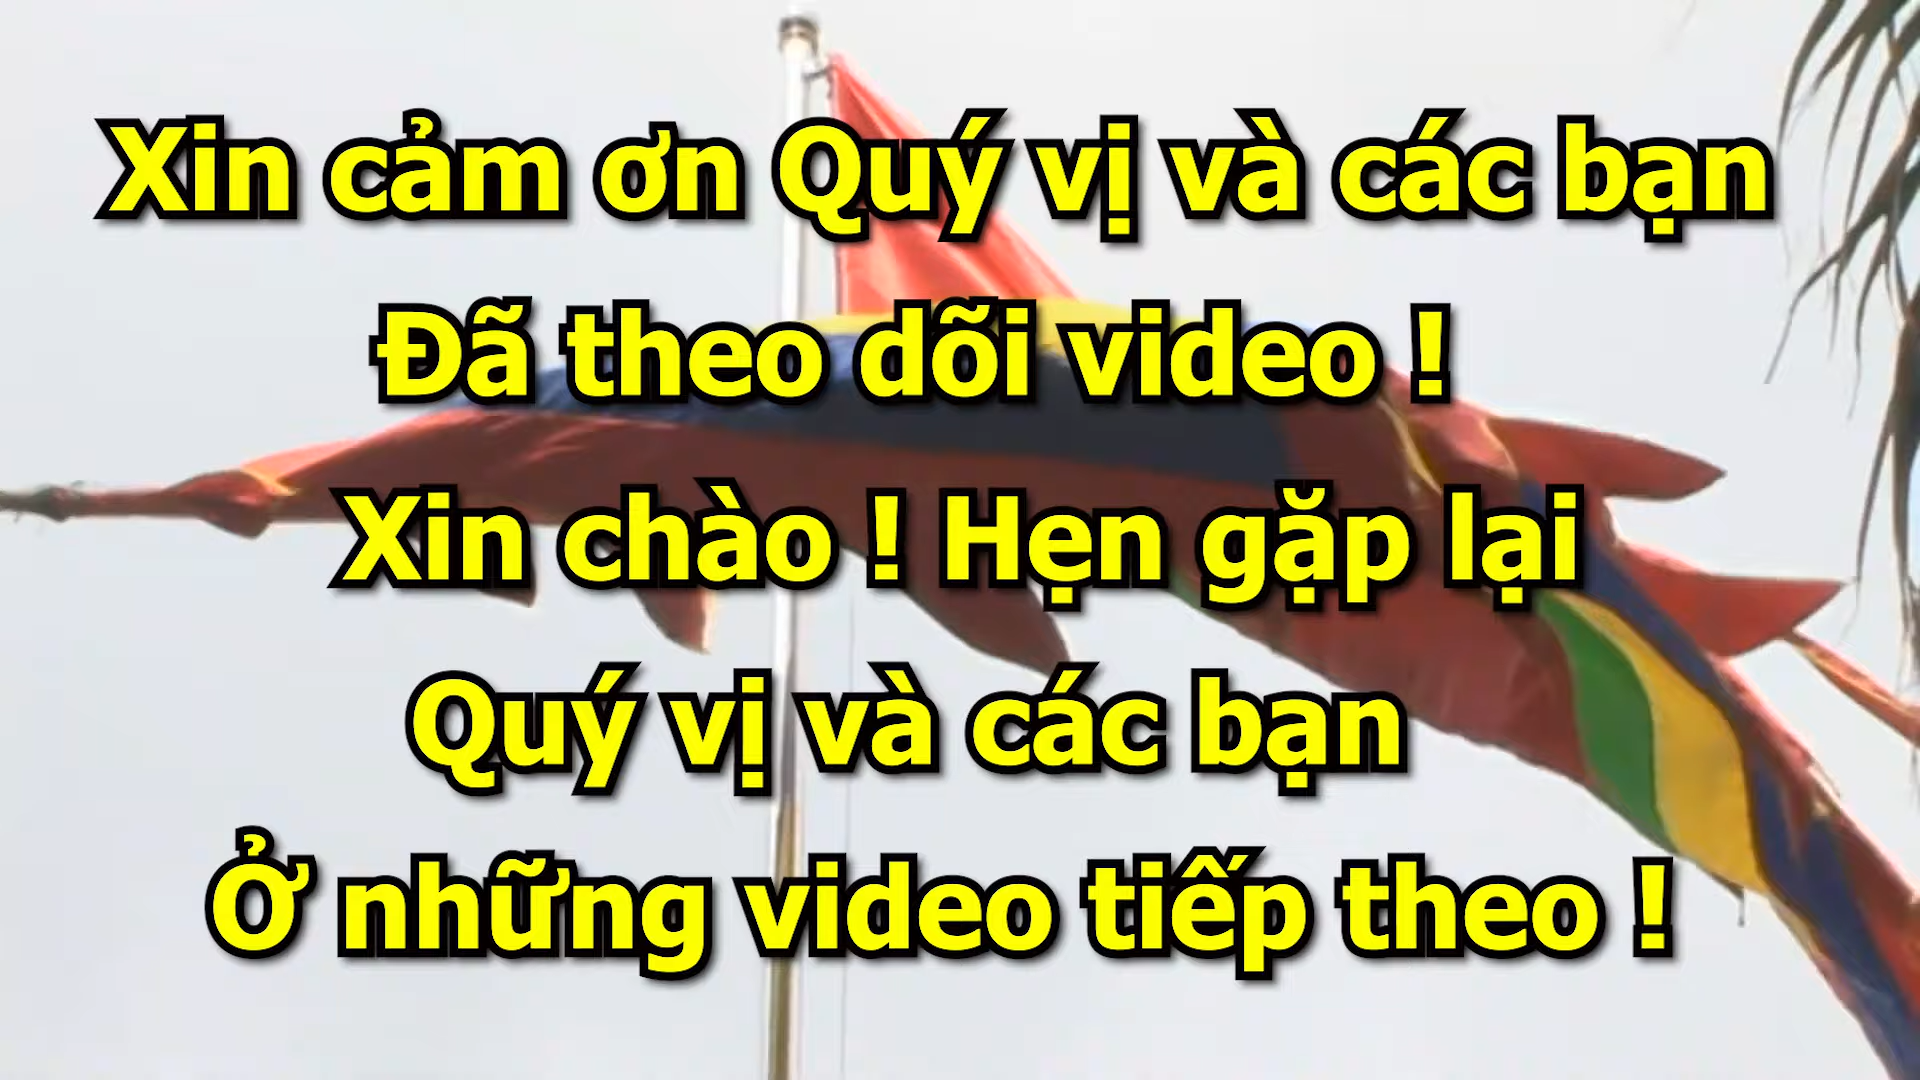 Xin cảm ơn Quý vị và các bạn
Đã theo dõi video !
Xin chào ! Hẹn gặp lại
Quý vị và các bạn
Ở những video tiếp theo !